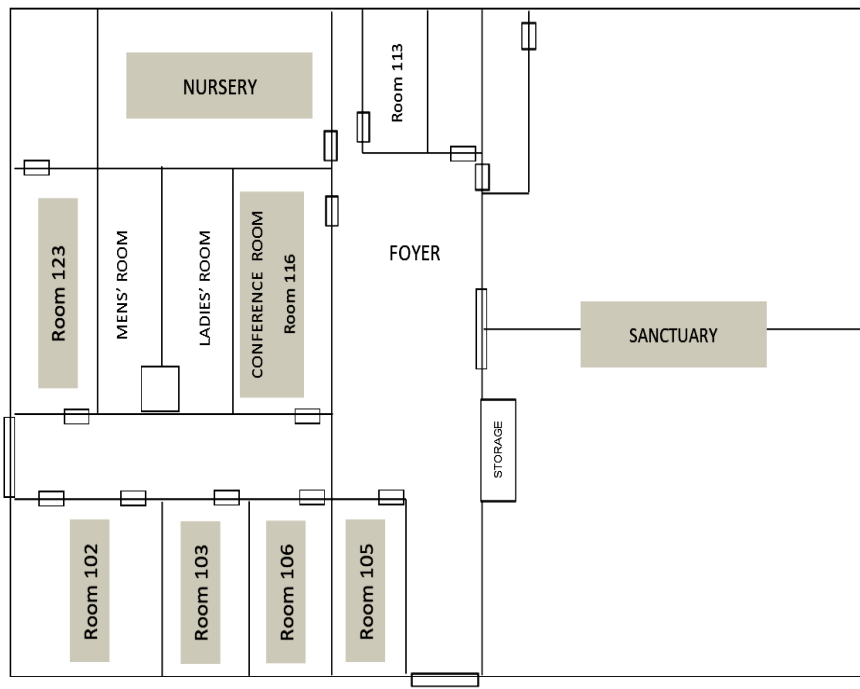 NURSERY
Room 113
Room 123
MENS' ROOM
LADIES' ROOM
CONFERENCE ROOM
Room 116
FOYER
SANCTUARY
STORAGE
Room 102
Room 103
Room 106
Room 105